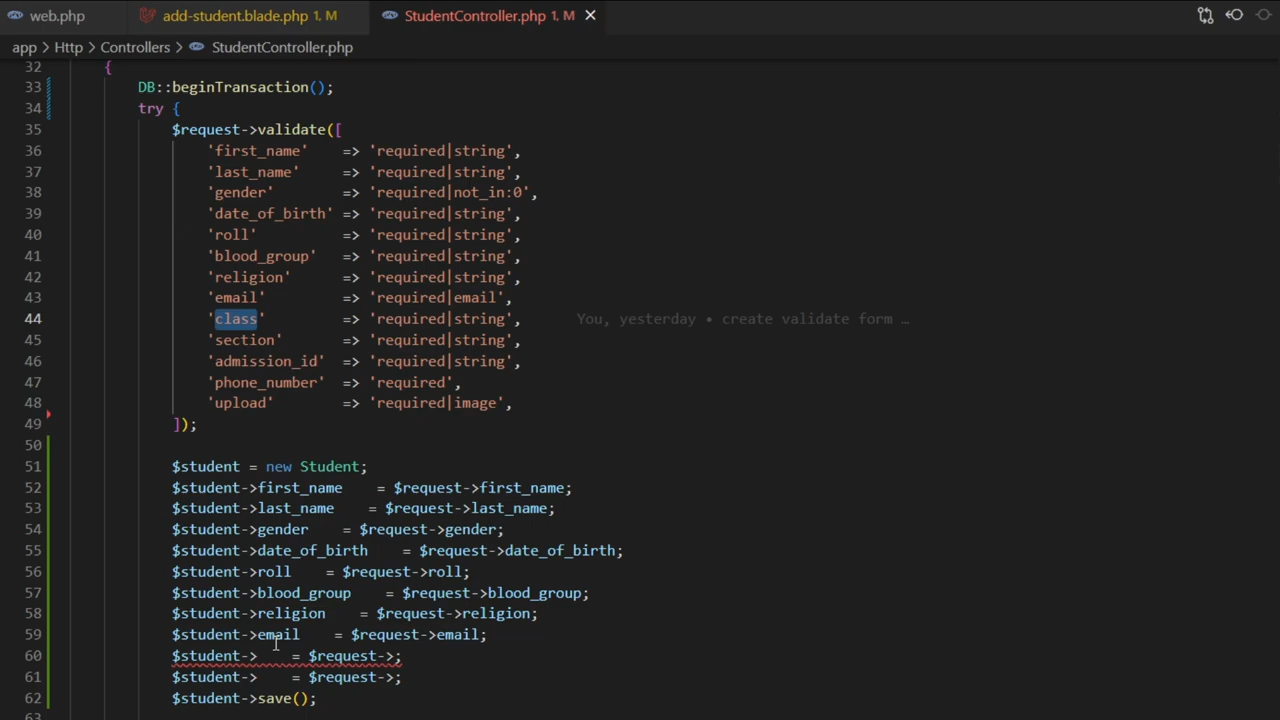 web.php add-student.blade.php 1, M StudentController.php 1, M
app > Http > Controllers > StudentController.php
32 {
33 DB::beginTransaction();
34 try {
35 $request->validate([
36 'first_name' => 'required|string',
37 'last_name' => 'required|string',
38 'gender' => 'required|not_in:0',
39 'date_of_birth' => 'required|string',
40 'roll' => 'required|string',
41 'blood_group' => 'required|string',
42 'religion' => 'required|string',
43 'email' => 'required|email',
44 'class' => 'required|string', You, yesterday • create validate form …
45 'section' => 'required|string',
46 'admission_id' => 'required|string',
47 'phone_number' => 'required',
48 'upload' => 'required|image',
49 ]);
50
51 $student = new Student;
52 $student->first_name = $request->first_name;
53 $student->last_name = $request->last_name;
54 $student->gender = $request->gender;
55 $student->date_of_birth = $request->date_of_birth;
56 $student->roll = $request->roll;
57 $student->blood_group = $request->blood_group;
58 $student->religion = $request->religion;
59 $student->email = $request->email;
60 $student-> = $request->;
61 $student-> = $request->;
62 $student->save();
63